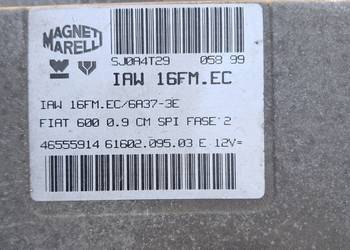 MAGNETI
MARELLI
SJ0A4T29 058 99
IAW 16FM.EC
IAW 16FM.EC/6A37-3E
FIAT 600 0.9 CM SPI FASE 2
46555914 61602.095.03 E 12V=